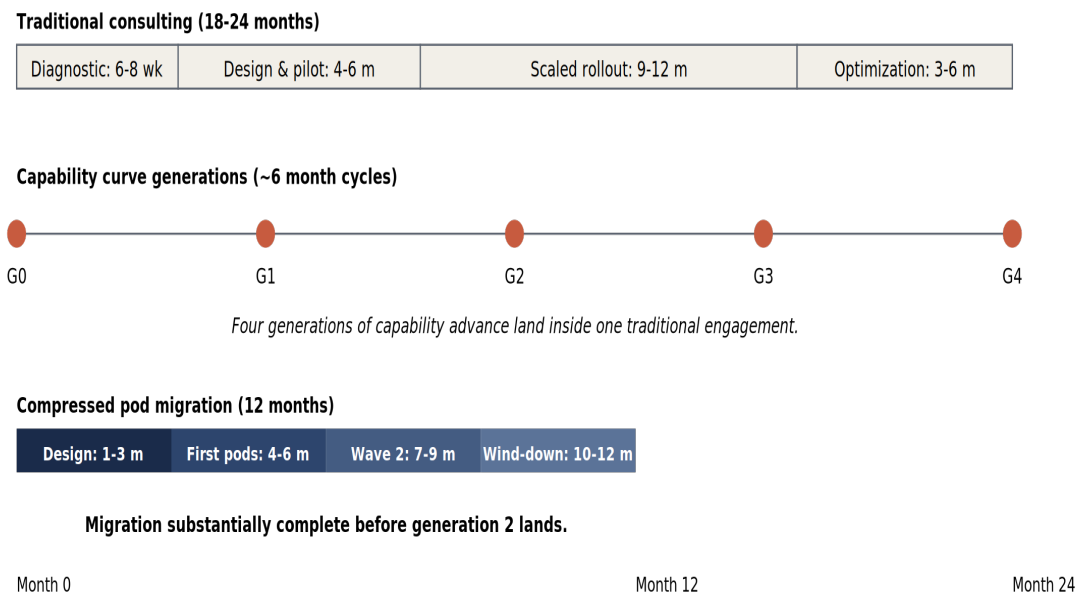 Traditional consulting (18-24 months)
Diagnostic: 6-8 wk
Design & pilot: 4-6 m
Scaled rollout: 9-12 m
Optimization: 3-6 m
Capability curve generations (~6 month cycles)
G0
G1
G2
G3
G4
Four generations of capability advance land inside one traditional engagement.
Compressed pod migration (12 months)
Design: 1-3 m
First pods: 4-6 m
Wave 2: 7-9 m
Wind-down: 10-12 m
Migration substantially complete before generation 2 lands.
Month 0
Month 12
Month 24